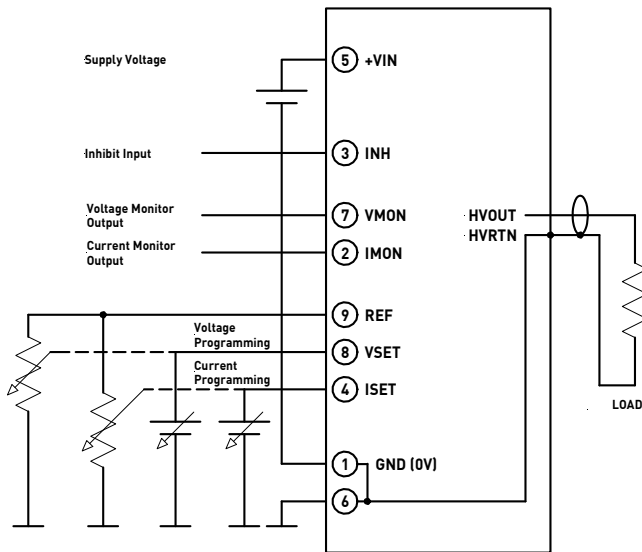 Supply Voltage
5 +VIN
Inhibit Input
3 INH
Voltage Monitor
Output
7 VMON
HVOUT
Current Monitor
Output
2 IMON
HVRTN
9 REF
Voltage
Programming
8 VSET
Current
Programming
4 ISET
LOAD
1 GND (0V)
6